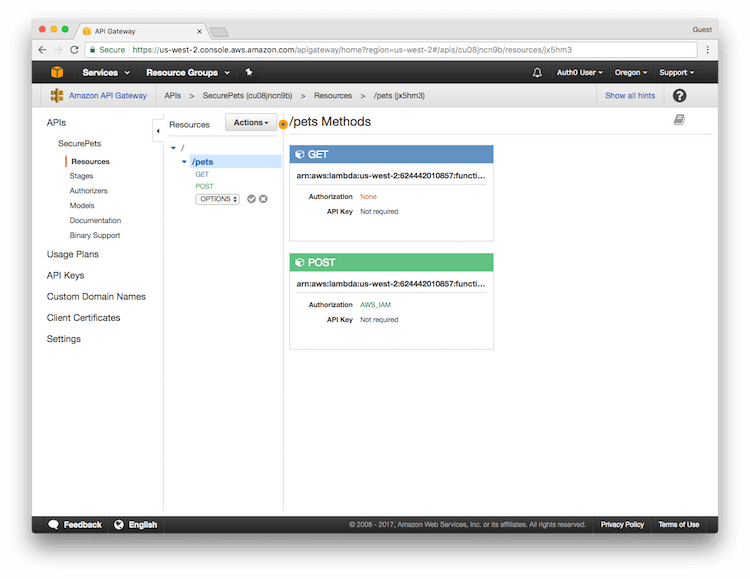 API Gateway
Guest
Secure https://us-west-2.console.aws.amazon.com/apigateway/home?region=us-west-2#/apis/cu08jncn9b/resources/jx5hm3
Services Resource Groups Auth0 User Oregon Support
Amazon API Gateway APIs > SecurePets (cu08jncn9b) > Resources > /pets (jx5hm3) Show all hints ?
APIs
SecurePets
Resources
Stages
Authorizers
Models
Documentation
Binary Support
Usage Plans
API Keys
Custom Domain Names
Client Certificates
Settings
Resources Actions
/
/pets
GET
POST
OPTIONS
/pets Methods
GET
arn:aws:lambda:us-west-2:624442010857:functi...
Authorization None
API Key Not required
POST
arn:aws:lambda:us-west-2:624442010857:functi...
Authorization AWS_IAM
API Key Not required
Feedback English © 2008 - 2017, Amazon Web Services, Inc. or its affiliates. All rights reserved. Privacy Policy Terms of Use